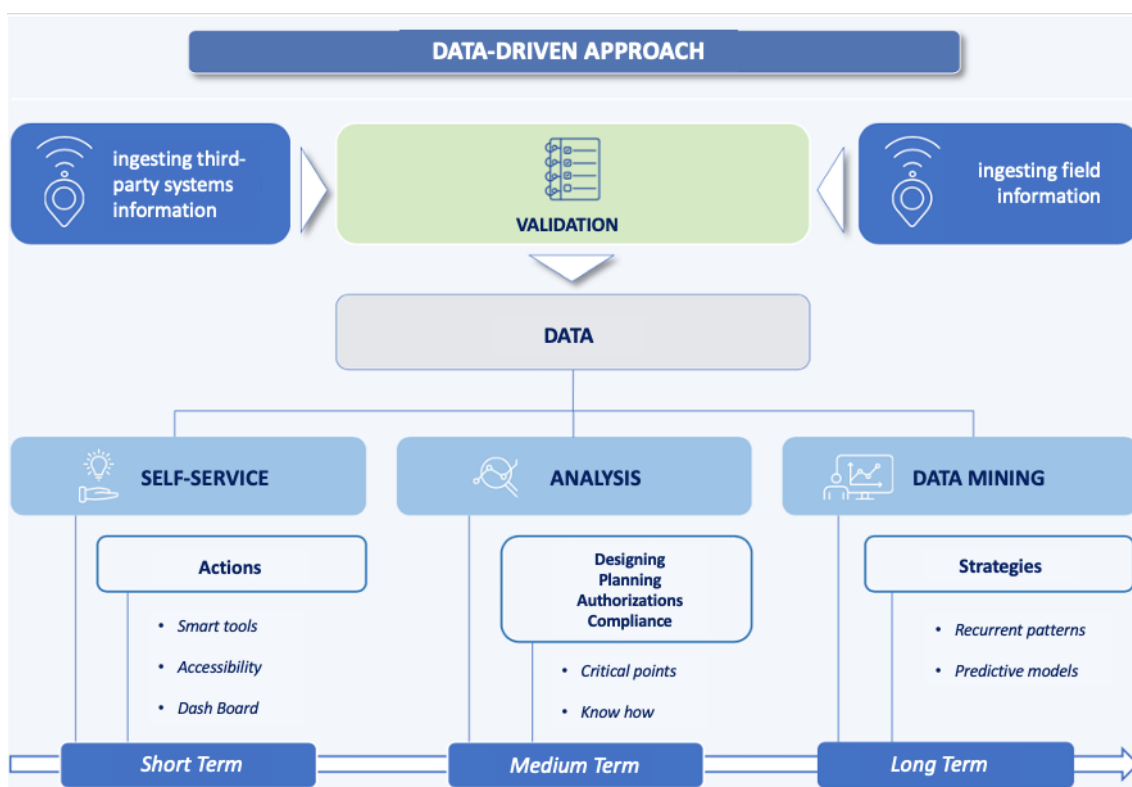 DATA-DRIVEN APPROACH
ingesting third-
party systems
information
VALIDATION
ingesting field
information
DATA
SELF-SERVICE
ANALYSIS
DATA MINING
Actions
• Smart tools
• Accessibility
• Dash Board
Designing
Planning
Authorizations
Compliance
• Critical points
• Know how
Strategies
• Recurrent patterns
• Predictive models
Short Term
Medium Term
Long Term